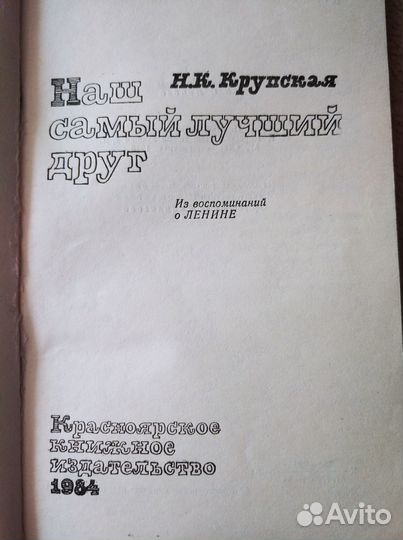 Н.К. Крупская
Наш
самый лучший
друг
Из воспоминаний
о ЛЕНИНЕ
Красноярское
книжное
издательство
1984
Avito